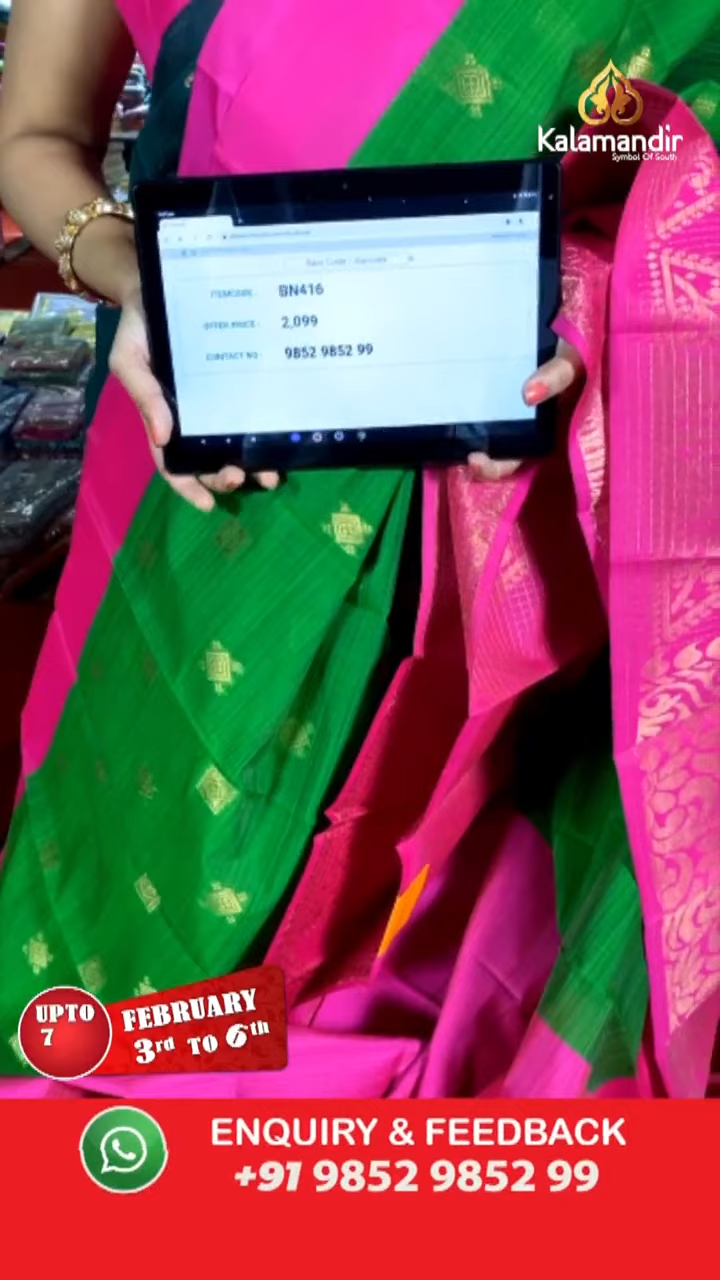 Kalamandir
Symbol Of South
ITEMCODE : BN416
OFFER PRICE : 2,099
CONTACT NO : 9852 9852 99
UPTO
7
FEBRUARY
3rd TO 6th
ENQUIRY & FEEDBACK
+91 9852 9852 99